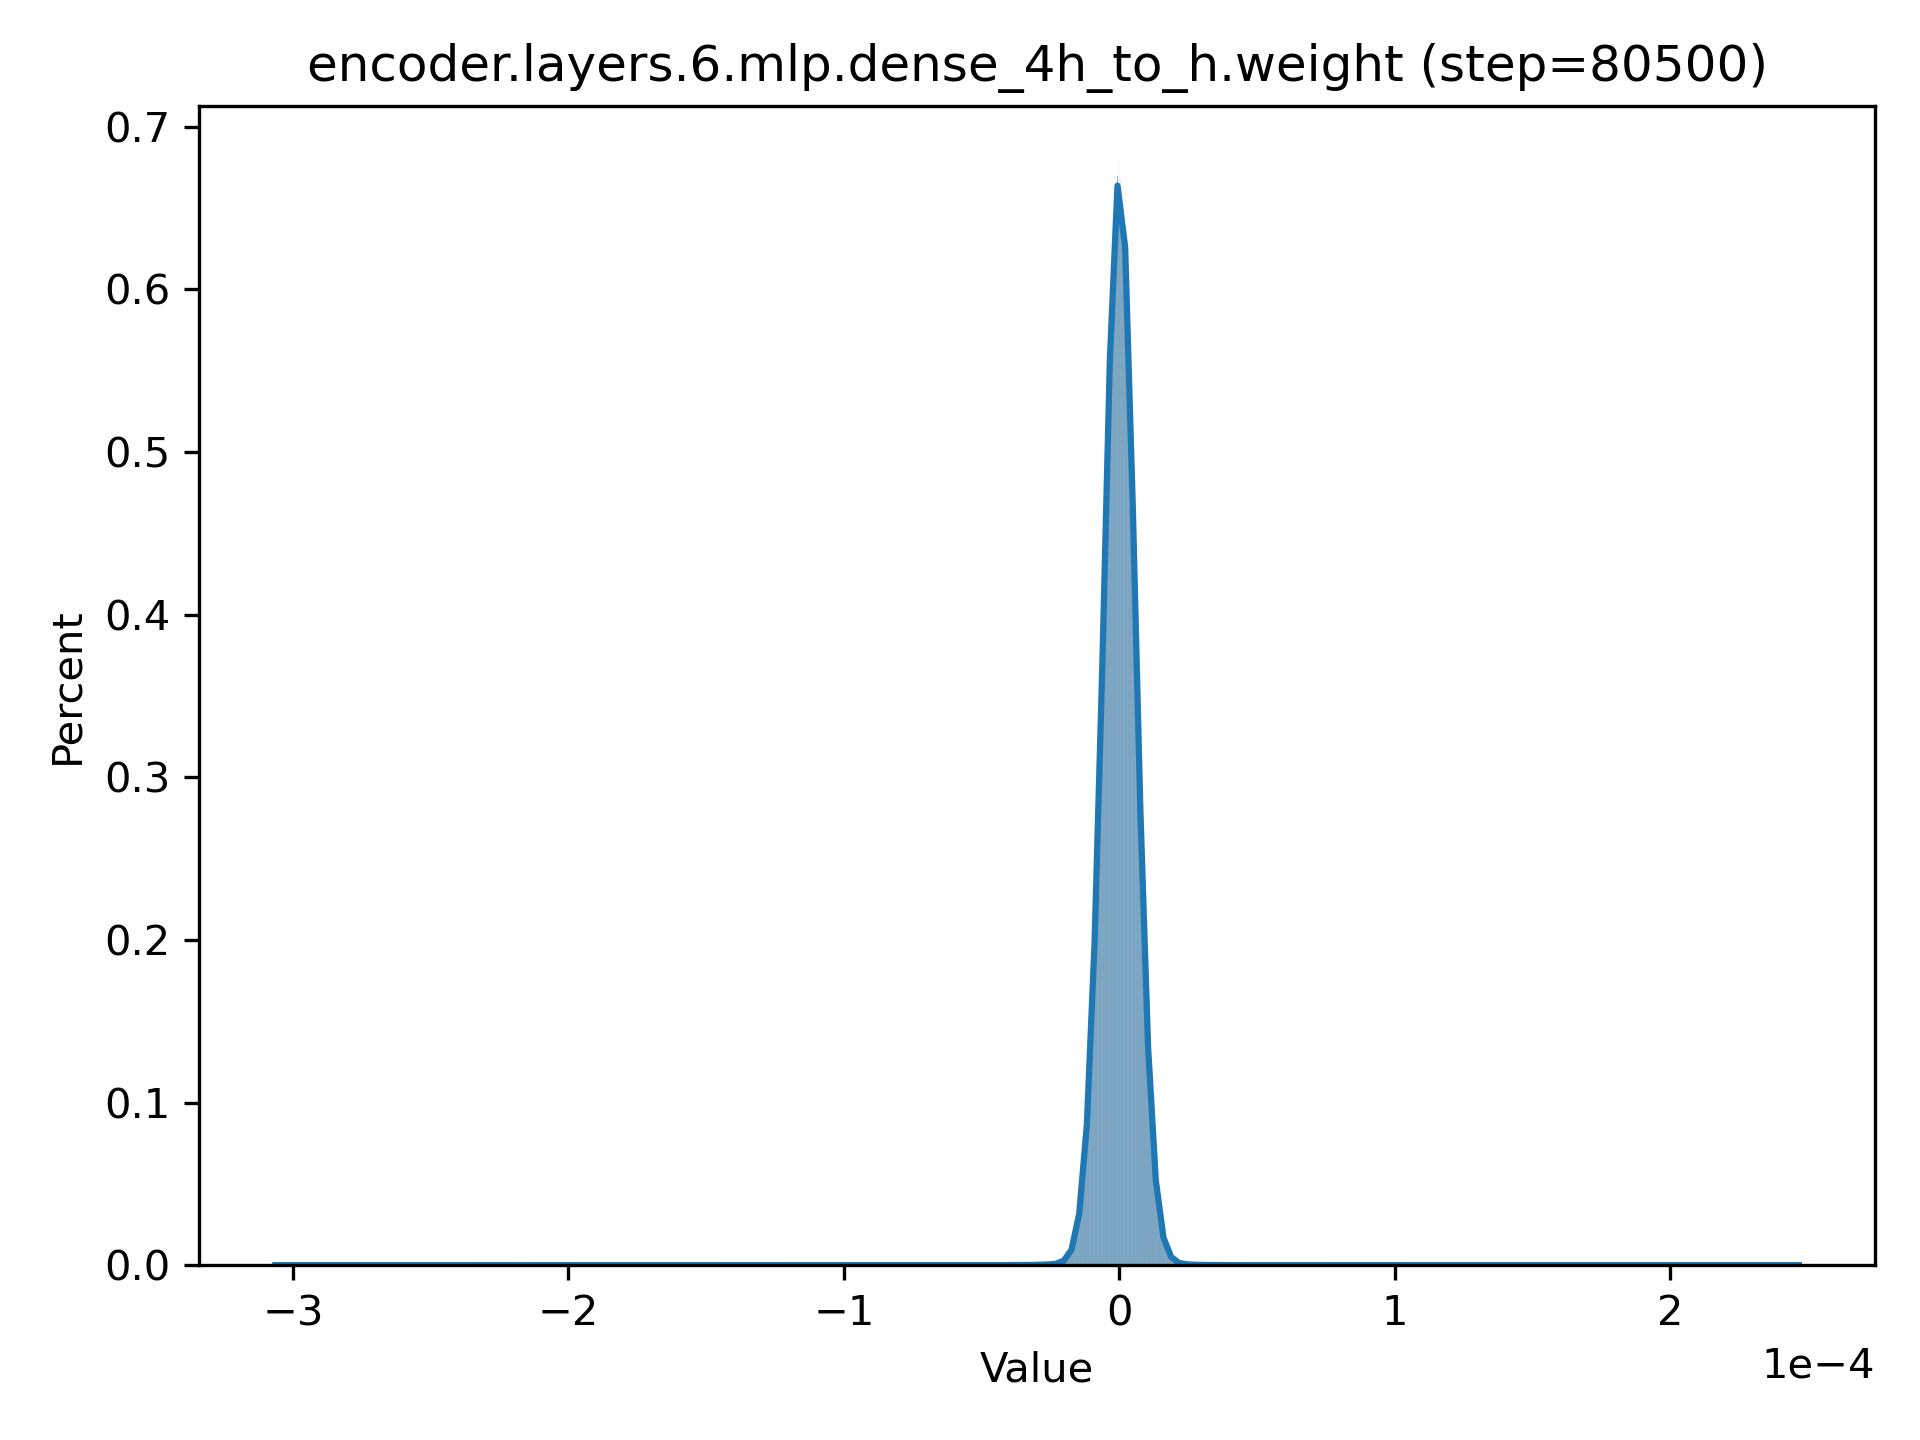 encoder.layers.6.mlp.dense_4h_to_h.weight (step=80500)
0.7
0.6
0.5
0.4
0.3
0.2
0.1
0.0
Percent
−3 −2 −1 0 1 2
1e−4
Value